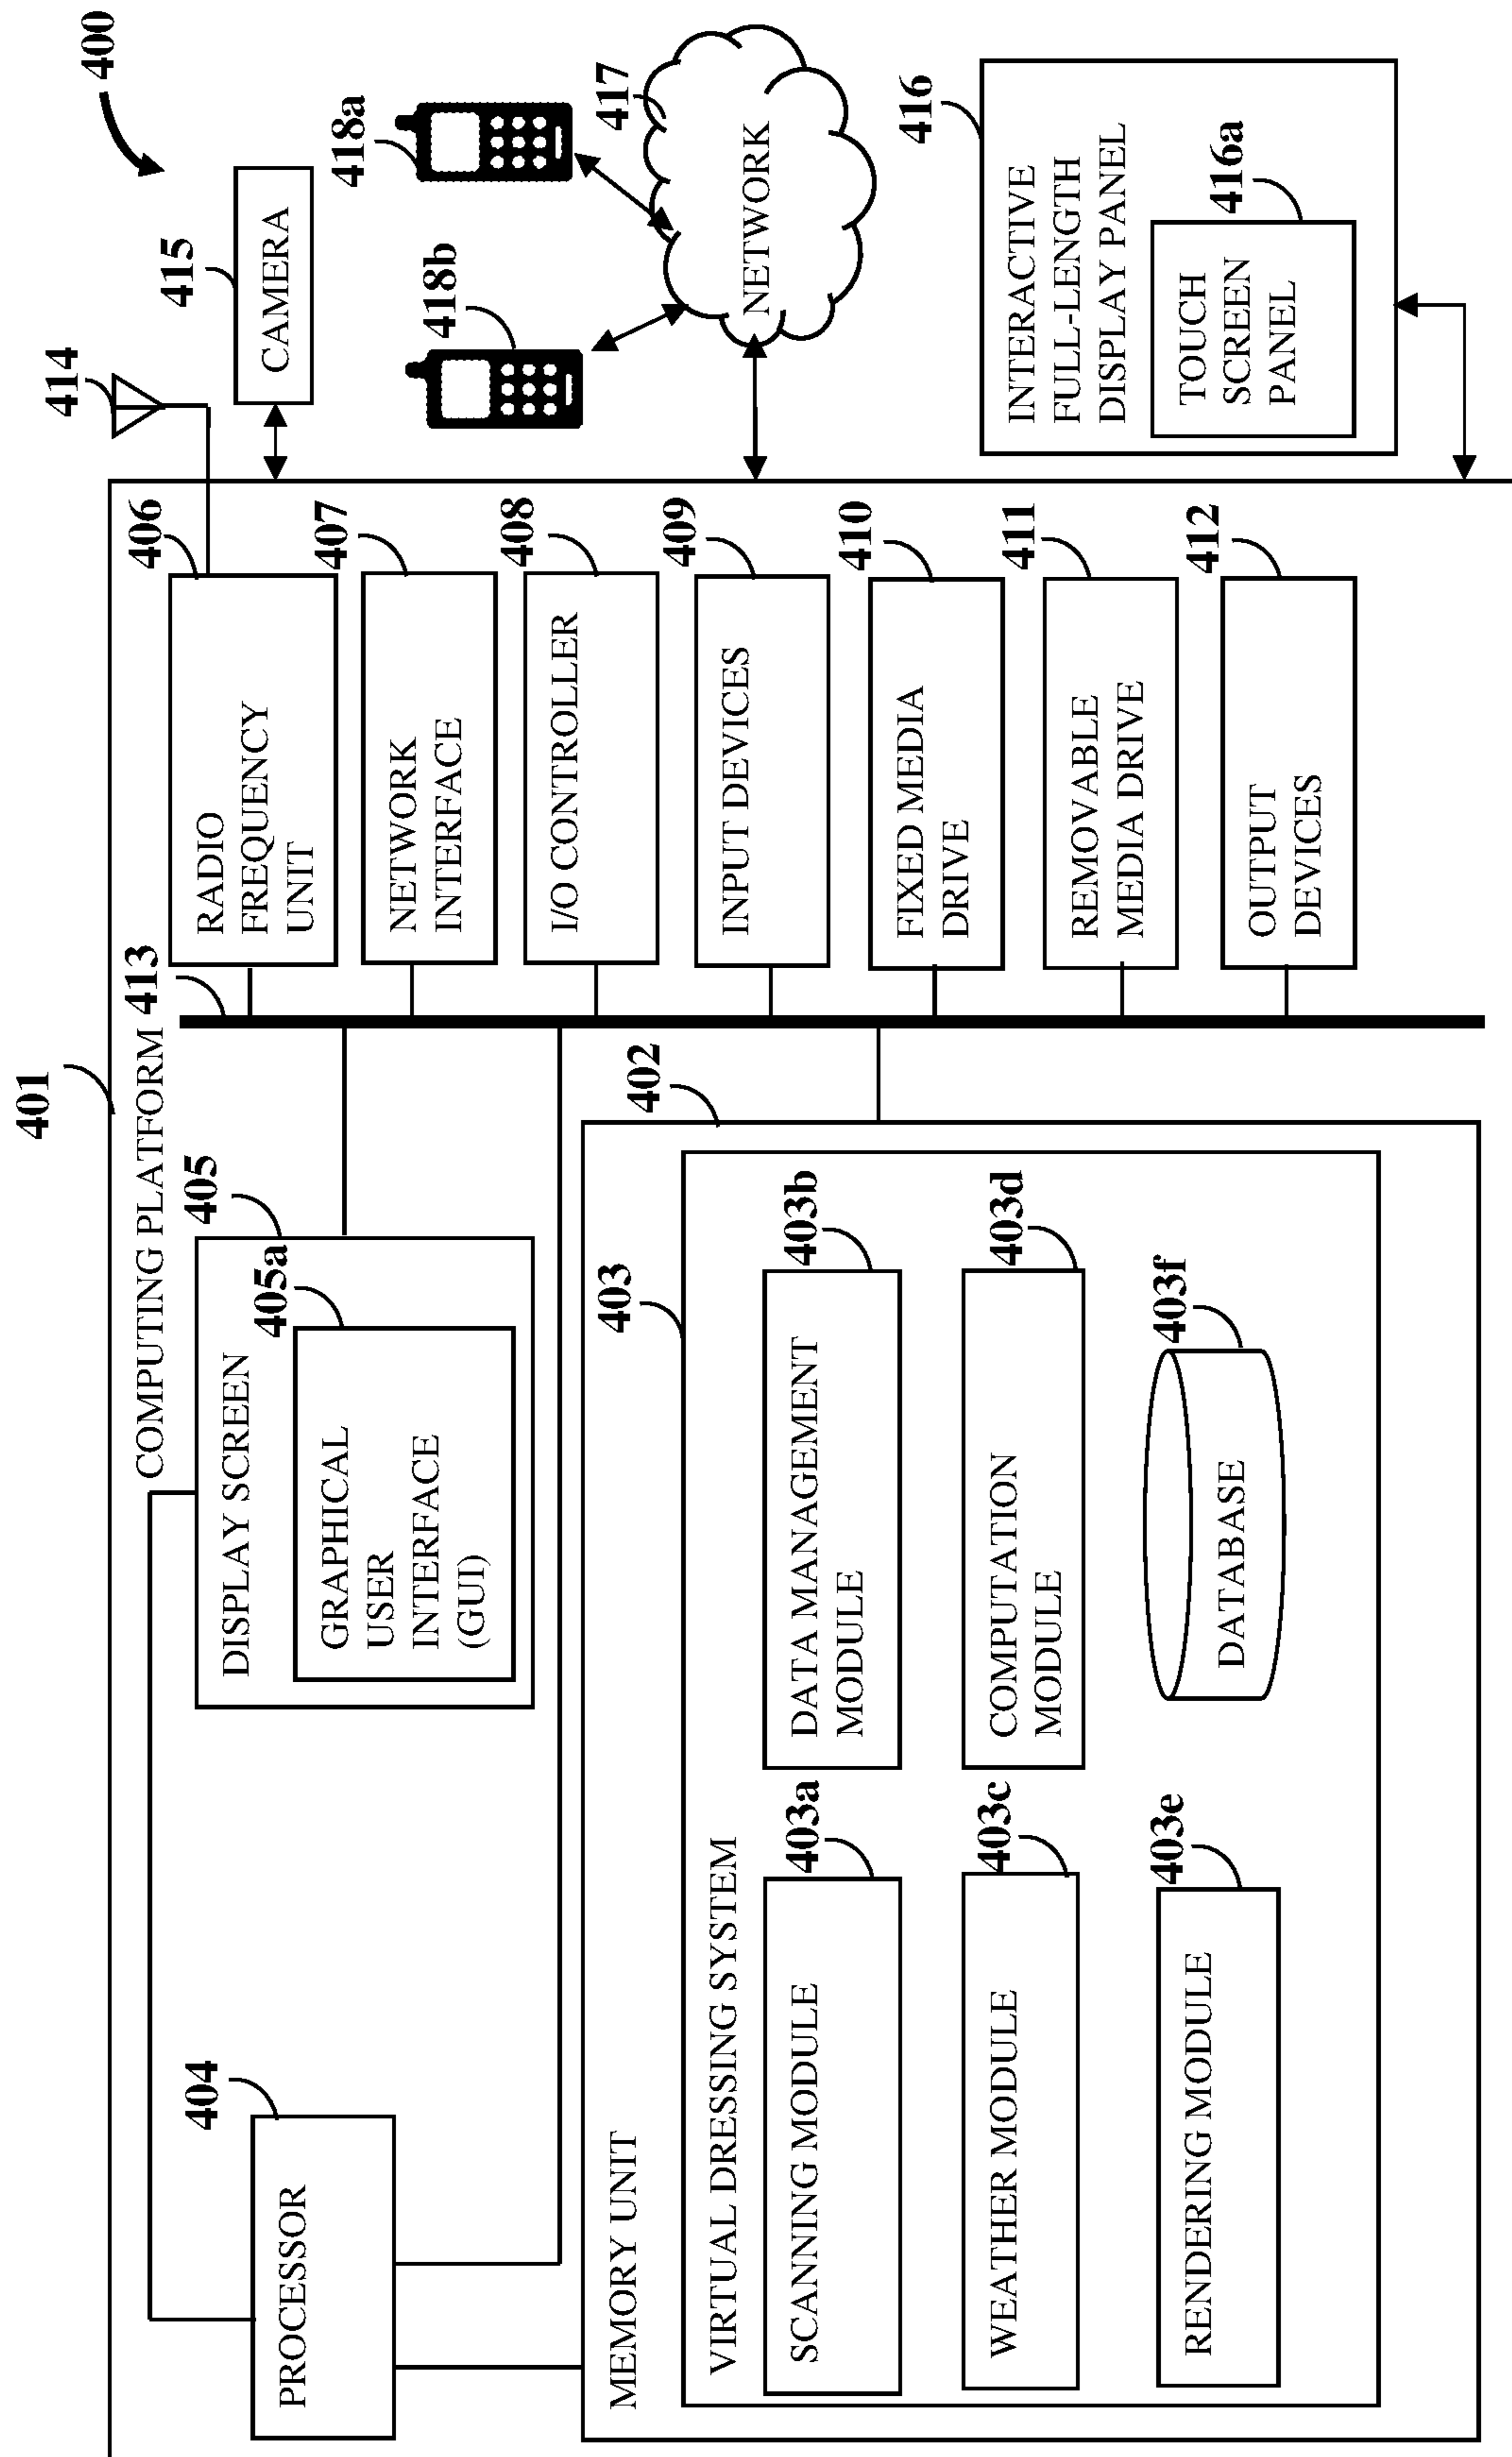 400
401
COMPUTING PLATFORM
413
414
415
CAMERA
404
PROCESSOR
405
DISPLAY SCREEN
405a
GRAPHICAL
USER
INTERFACE
(GUI)
406
RADIO
FREQUENCY
UNIT
407
NETWORK
INTERFACE
408
I/O CONTROLLER
409
INPUT DEVICES
410
FIXED MEDIA
DRIVE
411
REMOVABLE
MEDIA DRIVE
412
OUTPUT
DEVICES
418a
418b
417
NETWORK
416
INTERACTIVE
FULL-LENGTH
DISPLAY PANEL
416a
TOUCH
SCREEN
PANEL
402
MEMORY UNIT
403
VIRTUAL DRESSING SYSTEM
403a
SCANNING MODULE
403b
DATA MANAGEMENT
MODULE
403c
WEATHER MODULE
403d
COMPUTATION
MODULE
403e
RENDERING MODULE
403f
DATABASE